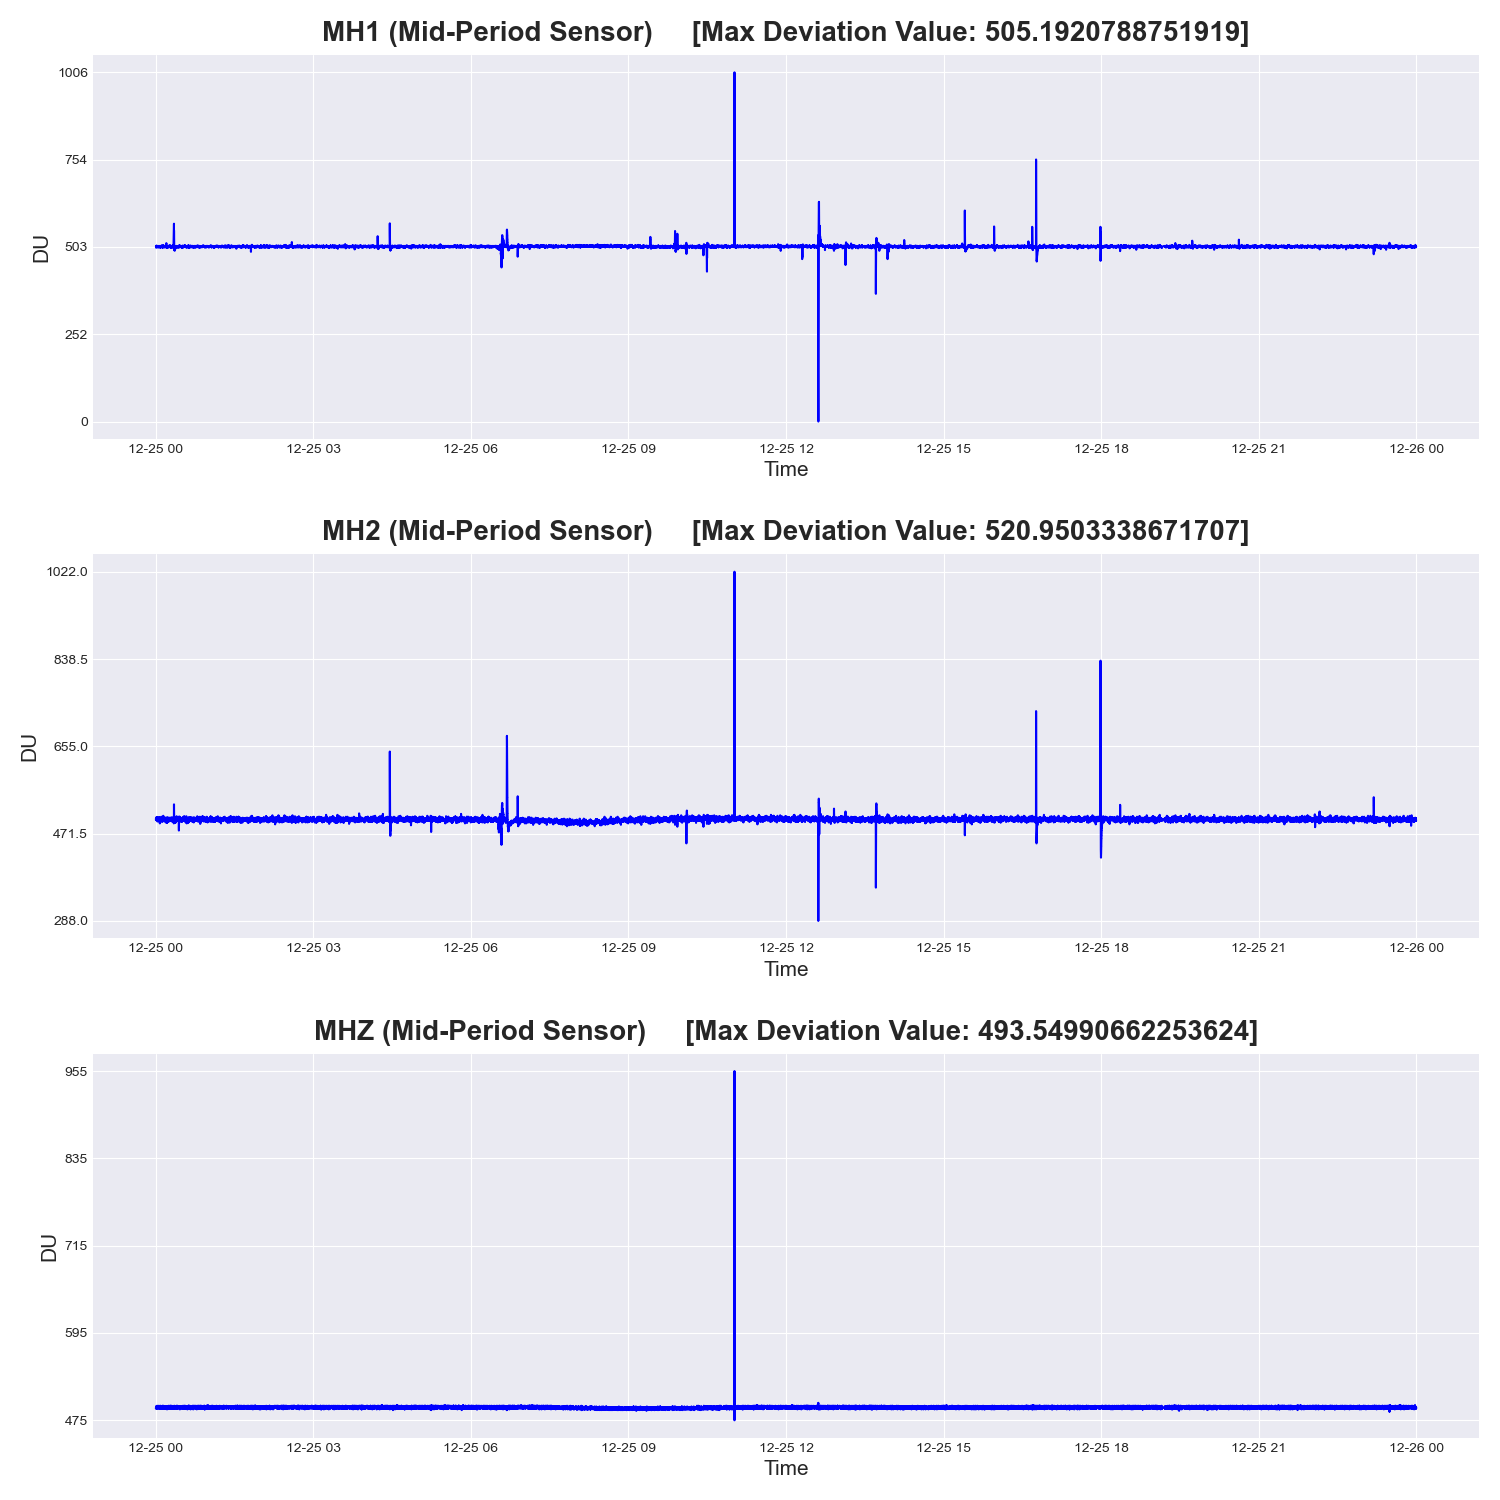 MH1 (Mid-Period Sensor) [Max Deviation Value: 505.1920788751919]
1006
754
503
252
0
DU
12-25 00 12-25 03 12-25 06 12-25 09 12-25 12 12-25 15 12-25 18 12-25 21 12-26 00
Time
MH2 (Mid-Period Sensor) [Max Deviation Value: 520.9503338671707]
1022.0
838.5
655.0
471.5
288.0
DU
12-25 00 12-25 03 12-25 06 12-25 09 12-25 12 12-25 15 12-25 18 12-25 21 12-26 00
Time
MHZ (Mid-Period Sensor) [Max Deviation Value: 493.54990662253624]
955
835
715
595
475
DU
12-25 00 12-25 03 12-25 06 12-25 09 12-25 12 12-25 15 12-25 18 12-25 21 12-26 00
Time